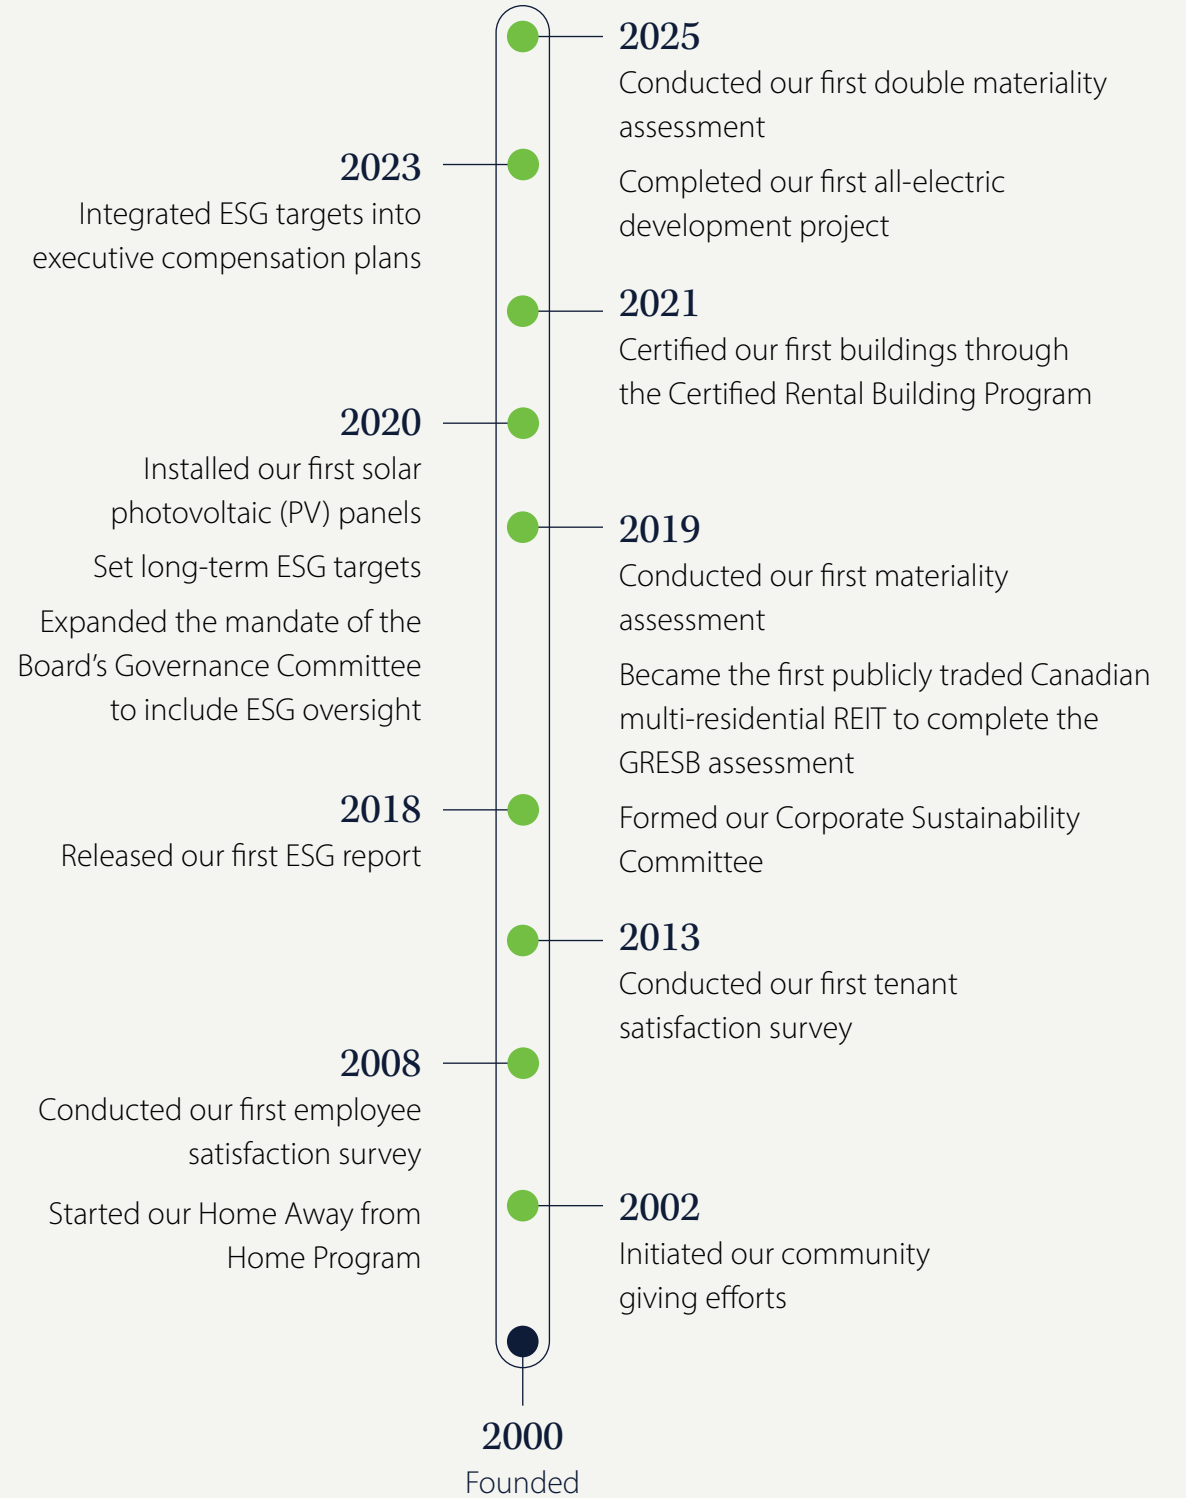 2025
Conducted our first double materiality
assessment
Completed our first all-electric
development project
2023
Integrated ESG targets into
executive compensation plans
2021
Certified our first buildings through
the Certified Rental Building Program
2020
Installed our first solar
photovoltaic (PV) panels
Set long-term ESG targets
Expanded the mandate of the
Board’s Governance Committee
to include ESG oversight
2019
Conducted our first materiality
assessment
Became the first publicly traded Canadian
multi-residential REIT to complete the
GRESB assessment
Formed our Corporate Sustainability
Committee
2018
Released our first ESG report
2013
Conducted our first tenant
satisfaction survey
2008
Conducted our first employee
satisfaction survey
Started our Home Away from
Home Program
2002
Initiated our community
giving efforts
2000
Founded